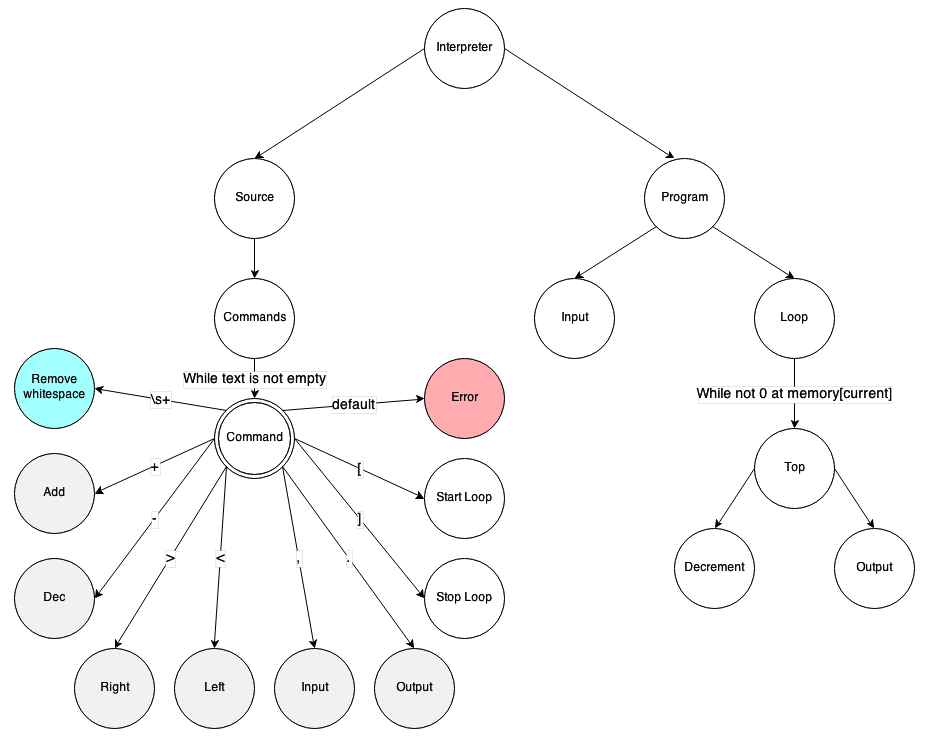 Interpreter
Source
Program
Commands
Input
Loop
While text is not empty
Remove
whitespace
\s+
default
Error
While not 0 at memory[current]
Command
Top
+
[
Add
Start Loop
-
]
>
<
,
.
Decrement
Output
Dec
Stop Loop
Right
Left
Input
Output